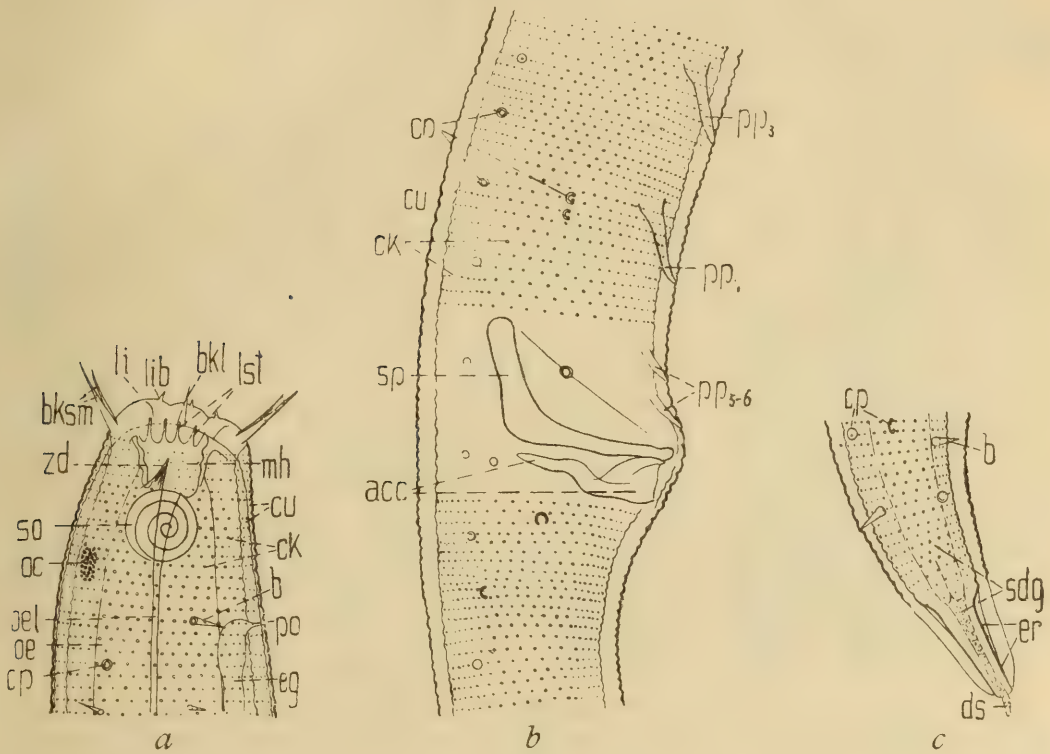 li lib bkl lst
bksm
zd mh
so cu
ck
oc
b
oel po
oe
cp eg
a
cn pp₃
cu
ck
pp₁
sp
pp₅₋₆
acc
b
cp b
sdg
er
ds
c